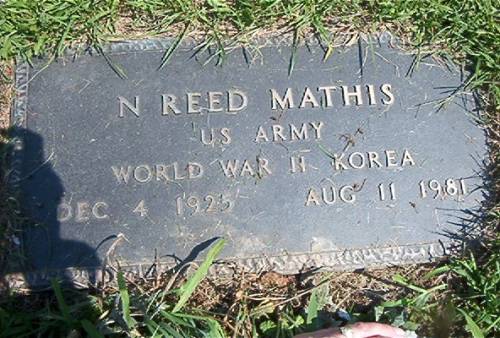 N REED MATHIS
US ARMY
WORLD WAR II KOREA
DEC 4 1925 AUG 11 1981